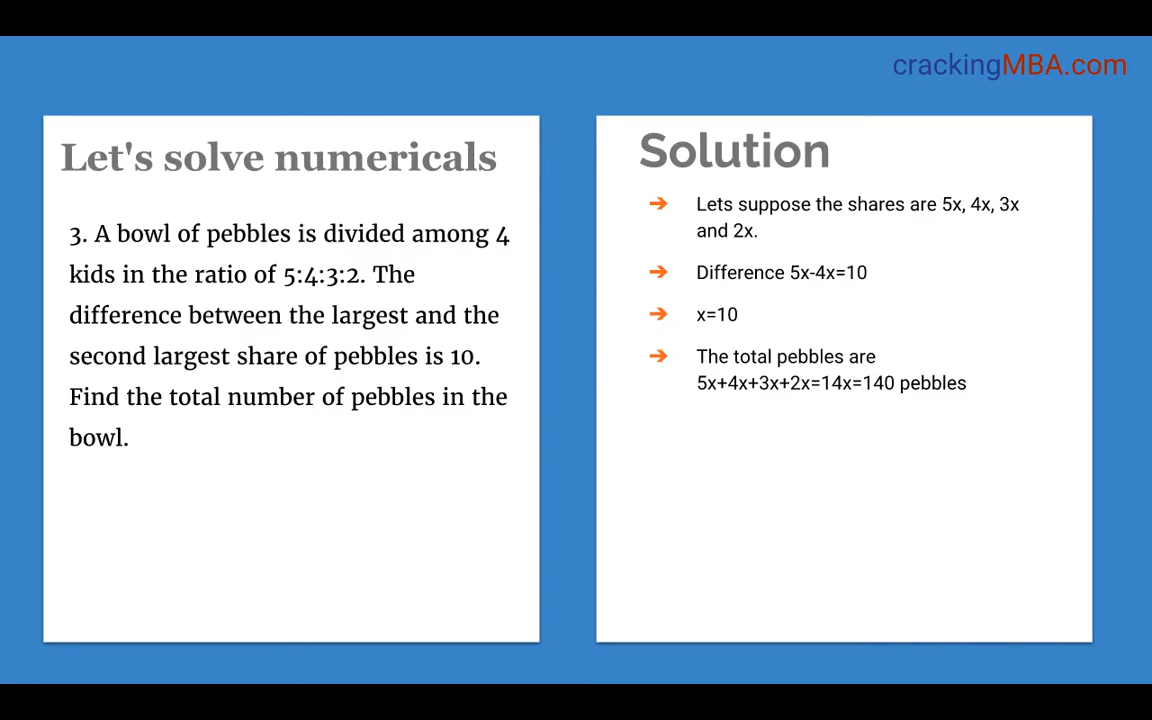 crackingMBA.com
Let's solve numericals
3. A bowl of pebbles is divided among 4
kids in the ratio of 5:4:3:2. The
difference between the largest and the
second largest share of pebbles is 10.
Find the total number of pebbles in the
bowl.
Solution
➔ Lets suppose the shares are 5x, 4x, 3x
and 2x.
➔ Difference 5x-4x=10
➔ x=10
➔ The total pebbles are
5x+4x+3x+2x=14x=140 pebbles